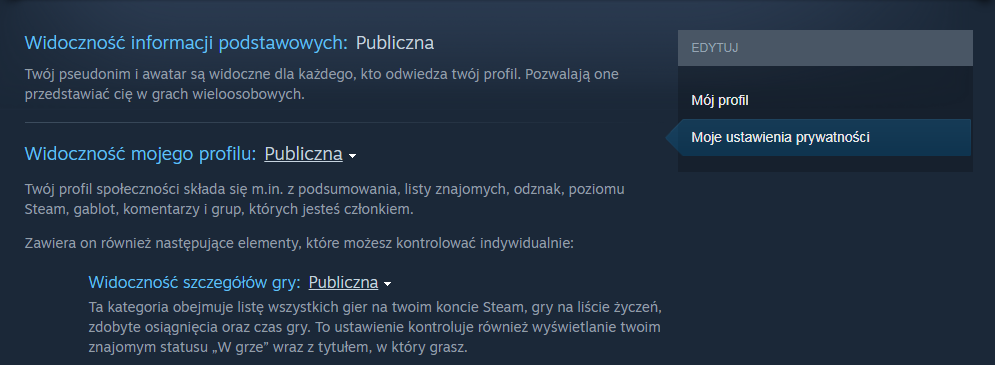 Widoczność informacji podstawowych: Publiczna
Twój pseudonim i awatar są widoczne dla każdego, kto odwiedza twój profil. Pozwalają one
przedstawiać cię w grach wieloosobowych.
Widoczność mojego profilu: Publiczna
Twój profil społeczności składa się m.in. z podsumowania, listy znajomych, odznak, poziomu
Steam, gablot, komentarzy i grup, których jesteś członkiem.
Zawiera on również następujące elementy, które możesz kontrolować indywidualnie:
Widoczność szczegółów gry: Publiczna
Ta kategoria obejmuje listę wszystkich gier na twoim koncie Steam, gry na liście życzeń,
zdobyte osiągnięcia oraz czas gry. To ustawienie kontroluje również wyświetlanie twoim
znajomym statusu „W grze” wraz z tytułem, w który grasz.
EDYTUJ
Mój profil
Moje ustawienia prywatności